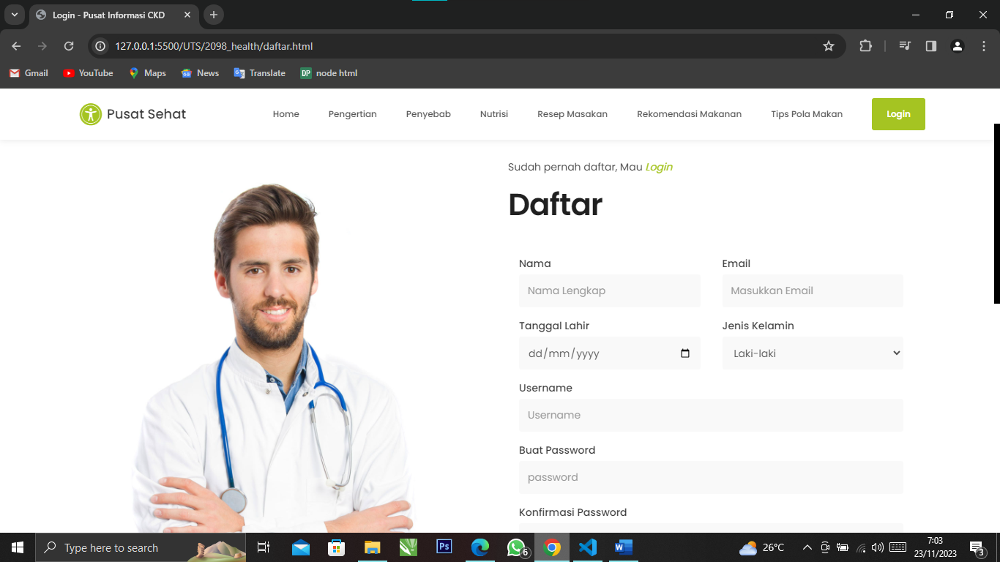 Login - Pusat Informasi CKD
127.0.0.1:5500/UTS/2098_health/daftar.html
Gmail YouTube Maps News Translate DP node html
Pusat Sehat Home Pengertian Penyebab Nutrisi Resep Masakan Rekomendasi Makanan Tips Pola Makan Login
Sudah pernah daftar, Mau Login
Daftar
Nama Email
Nama Lengkap Masukkan Email
Tanggal Lahir Jenis Kelamin
dd/mm/yyyy Laki-laki
Username
Username
Buat Password
password
Konfirmasi Password
Type here to search Ps 6 W 26°C 7:03
23/11/2023 3